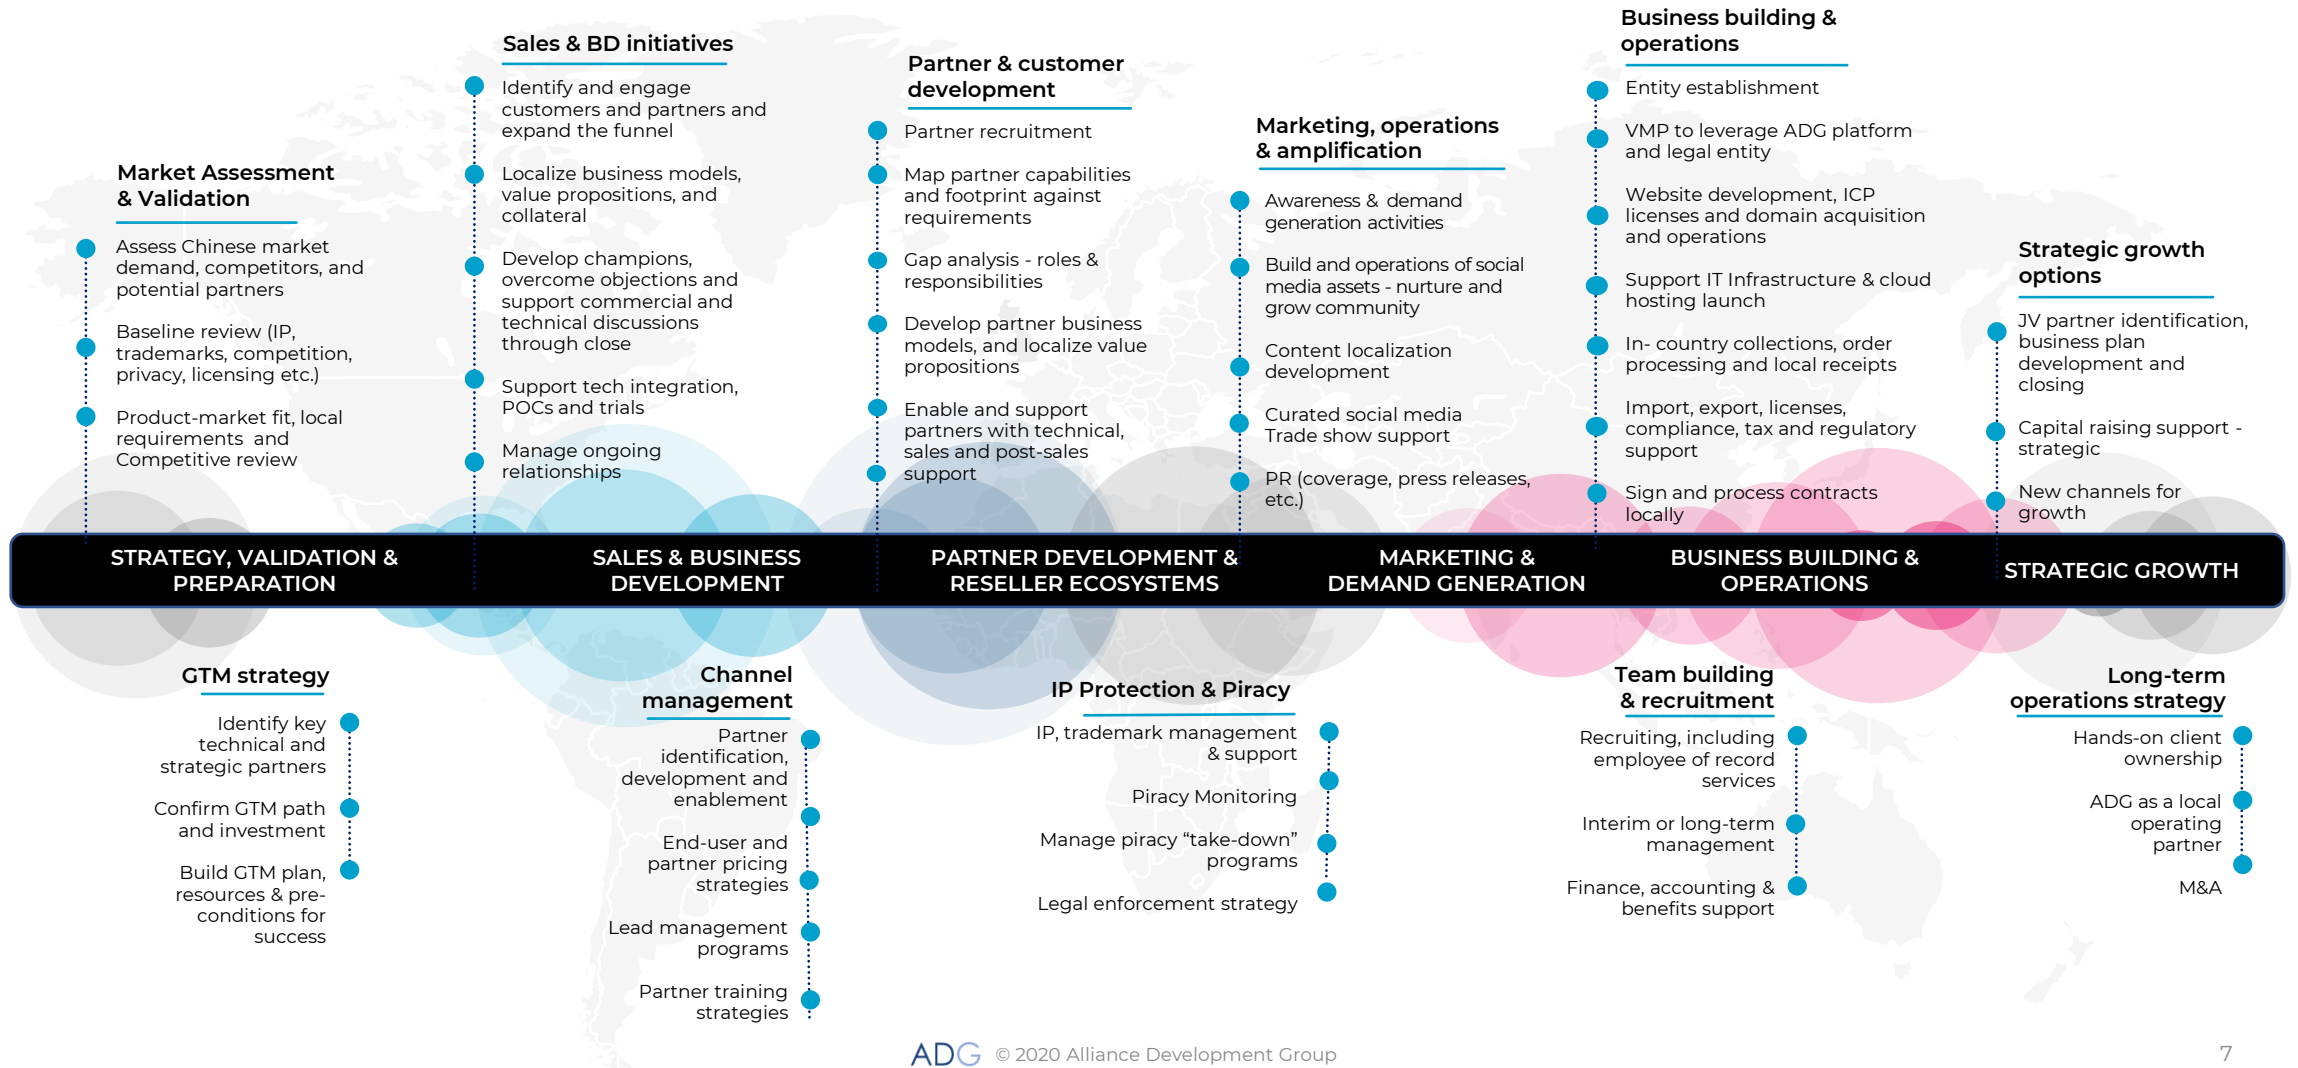 Market Assessment
& Validation
Assess Chinese market
demand, competitors, and
potential partners
Baseline review (IP,
trademarks, competition,
privacy, licensing etc.)
Product-market fit, local
requirements and
Competitive review
Sales & BD initiatives
Identify and engage
customers and partners and
expand the funnel
Localize business models,
value propositions, and
collateral
Develop champions,
overcome objections and
support commercial and
technical discussions
through close
Support tech integration,
POCs and trials
Manage ongoing
relationships
Partner & customer
development
Partner recruitment
Map partner capabilities
and footprint against
requirements
Gap analysis - roles &
responsibilities
Develop partner business
models, and localize value
propositions
Enable and support
partners with technical,
sales and post-sales
support
Marketing, operations
& amplification
Awareness & demand
generation activities
Build and operations of social
media assets - nurture and
grow community
Content localization
development
Curated social media
Trade show support
PR (coverage, press releases,
etc.)
Business building &
operations
Entity establishment
VMP to leverage ADG platform
and legal entity
Website development, ICP
licenses and domain acquisition
and operations
Support IT Infrastructure & cloud
hosting launch
In- country collections, order
processing and local receipts
Import, export, licenses,
compliance, tax and regulatory
support
Sign and process contracts
locally
Strategic growth
options
JV partner identification,
business plan
development and
closing
Capital raising support -
strategic
New channels for
growth
STRATEGY, VALIDATION &
PREPARATION
SALES & BUSINESS
DEVELOPMENT
PARTNER DEVELOPMENT &
RESELLER ECOSYSTEMS
MARKETING &
DEMAND GENERATION
BUSINESS BUILDING &
OPERATIONS
STRATEGIC GROWTH
GTM strategy
Identify key
technical and
strategic partners
Confirm GTM path
and investment
Build GTM plan,
resources & pre-
conditions for
success
Channel
management
Partner
identification,
development and
enablement
End-user and
partner pricing
strategies
Lead management
programs
Partner training
strategies
IP Protection & Piracy
IP, trademark management
& support
Piracy Monitoring
Manage piracy “take-down”
programs
Legal enforcement strategy
Team building
& recruitment
Recruiting, including
employee of record
services
Interim or long-term
management
Finance, accounting &
benefits support
Long-term
operations strategy
Hands-on client
ownership
ADG as a local
operating
partner
M&A
ADG © 2020 Alliance Development Group
7